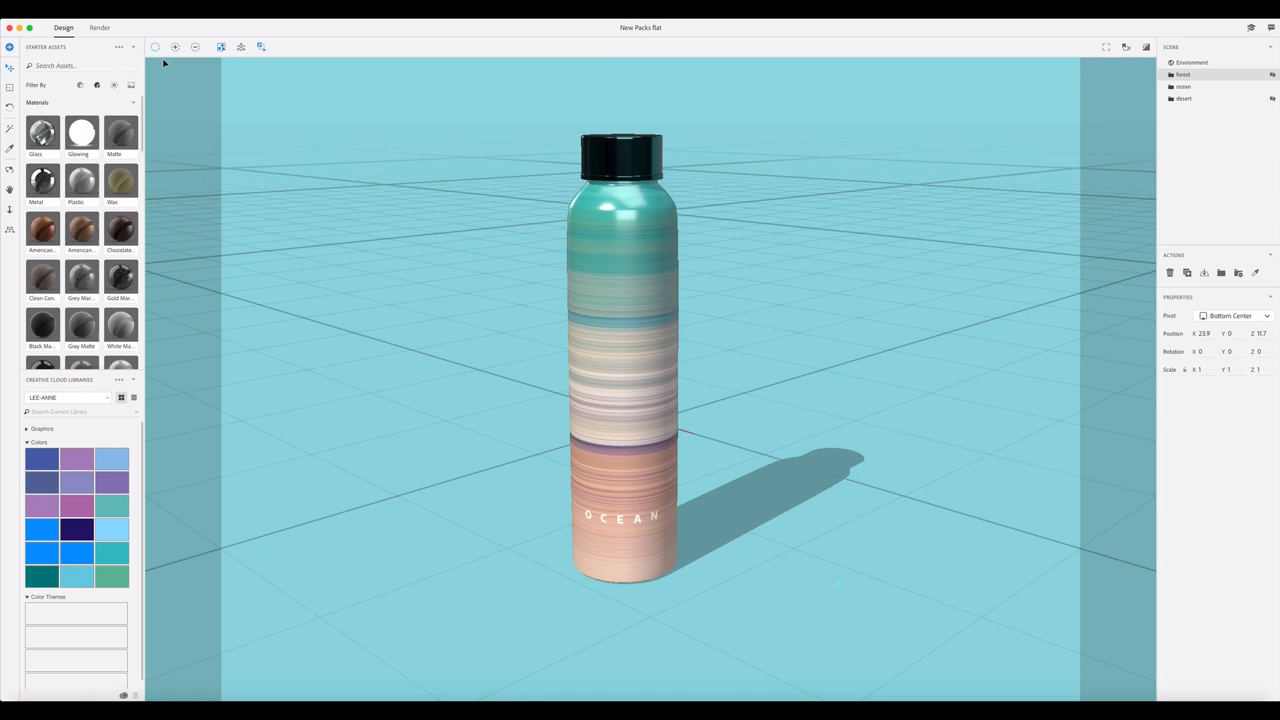 Design
Render
New Packs flat
STARTER ASSETS
Search Assets..
Filter By
Materials
Glass
Glowing
Matte
Metal
Plastic
Wax
American...
American...
Chocolate...
Clean Con...
Grey Mar...
Gold Mar...
Black Ma...
Gray Matte
White Ma...
CREATIVE CLOUD LIBRARIES
LEE-ANNE
Search Current Library
Graphics
Colors
Color Themes
OCEAN
SCENE
Environment
forest
ocean
desert
ACTIONS
PROPERTIES
Pivot Bottom Center
Position X 23.9 Y 0 Z 11.7
Rotation X 0 Y 0 Z 0
Scale X 1 Y 1 Z 1